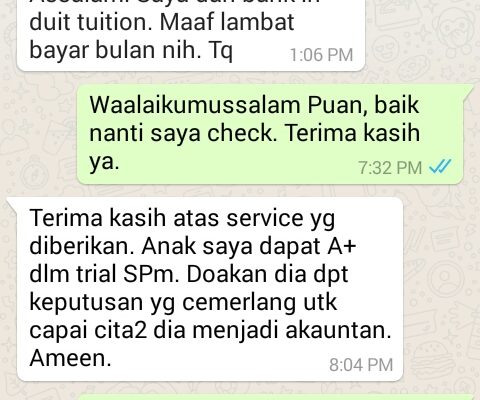 duit tuition. Maaf lambat
bayar bulan nih. Tq
1:06 PM
Waalaikumussalam Puan, baik
nanti saya check. Terima kasih
ya.
7:32 PM
Terima kasih atas service yg
diberikan. Anak saya dapat A+
dlm trial SPm. Doakan dia dpt
keputusan yg cemerlang utk
capai cita2 dia menjadi akauntan.
Ameen.
8:04 PM